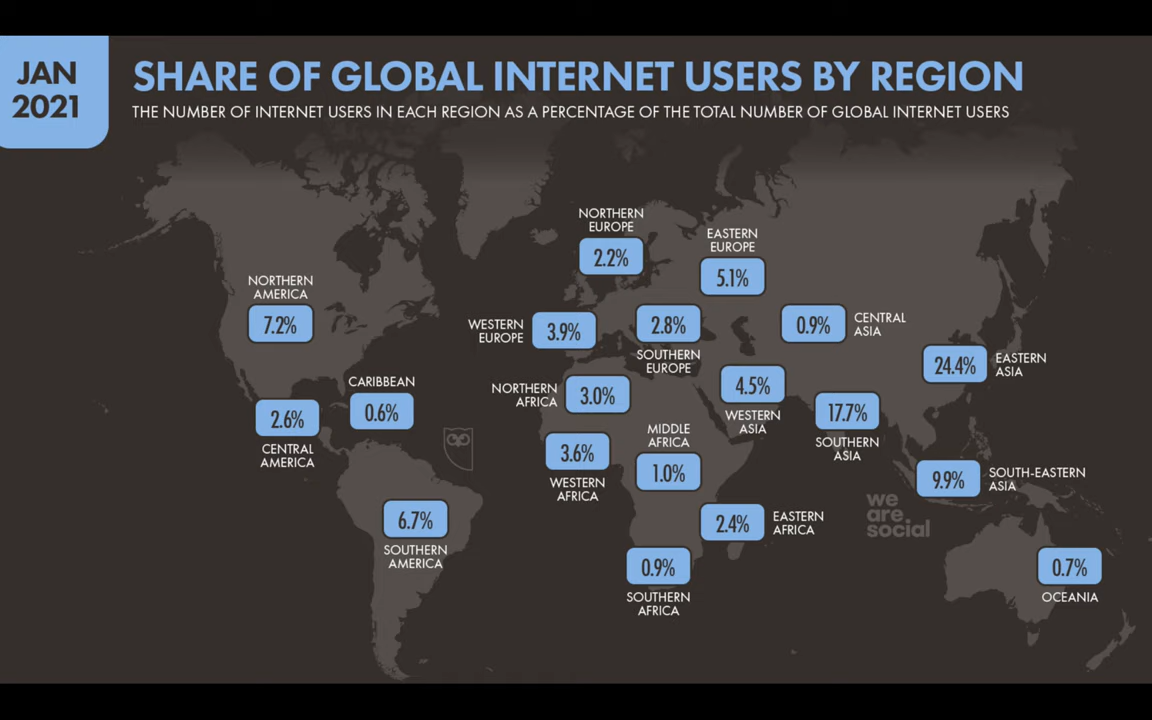 JAN
2021
SHARE OF GLOBAL INTERNET USERS BY REGION
THE NUMBER OF INTERNET USERS IN EACH REGION AS A PERCENTAGE OF THE TOTAL NUMBER OF GLOBAL INTERNET USERS
NORTHERN
EUROPE
2.2%
EASTERN
EUROPE
5.1%
NORTHERN
AMERICA
7.2%
WESTERN
EUROPE
3.9%
2.8%
SOUTHERN
EUROPE
0.9%
CENTRAL
ASIA
24.4%
EASTERN
ASIA
CARIBBEAN
0.6%
2.6%
CENTRAL
AMERICA
NORTHERN
AFRICA
3.0%
4.5%
WESTERN
ASIA
17.7%
SOUTHERN
ASIA
3.6%
WESTERN
AFRICA
MIDDLE
AFRICA
1.0%
9.9%
SOUTH-EASTERN
ASIA
we
are
social
6.7%
SOUTHERN
AMERICA
2.4%
EASTERN
AFRICA
0.9%
SOUTHERN
AFRICA
0.7%
OCEANIA